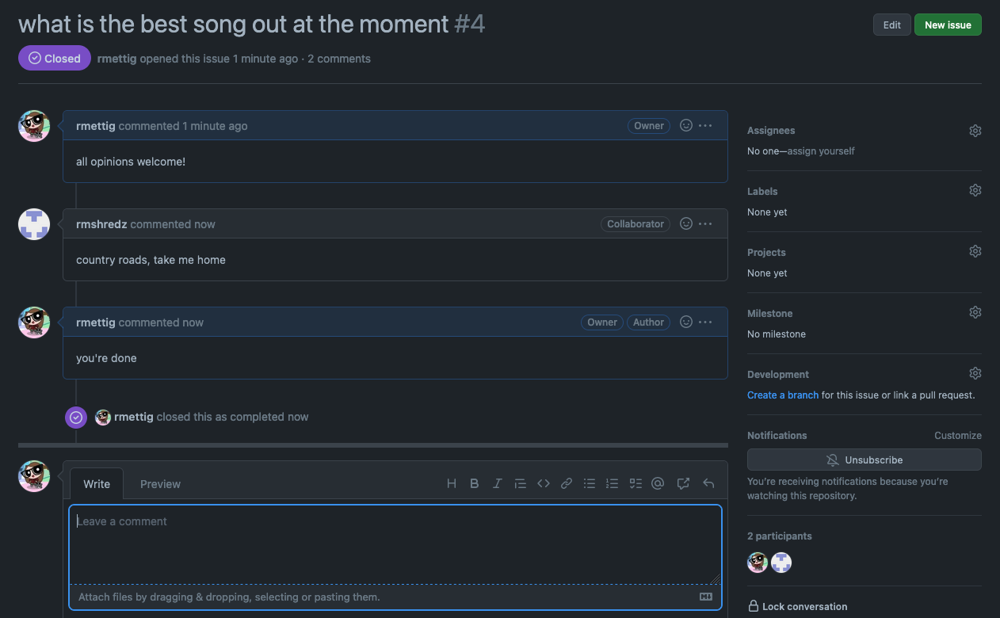 what is the best song out at the moment #4
Edit
New issue
Closed
rmettig opened this issue 1 minute ago · 2 comments
rmettig commented 1 minute ago
Owner
all opinions welcome!
rmshredz commented now
Collaborator
country roads, take me home
rmettig commented now
Owner
Author
you're done
rmettig closed this as completed now
Write
Preview
Leave a comment
Attach files by dragging & dropping, selecting or pasting them.
Assignees
No one—assign yourself
Labels
None yet
Projects
None yet
Milestone
No milestone
Development
Create a branch for this issue or link a pull request.
Notifications
Customize
Unsubscribe
You're receiving notifications because you're
watching this repository.
2 participants
Lock conversation